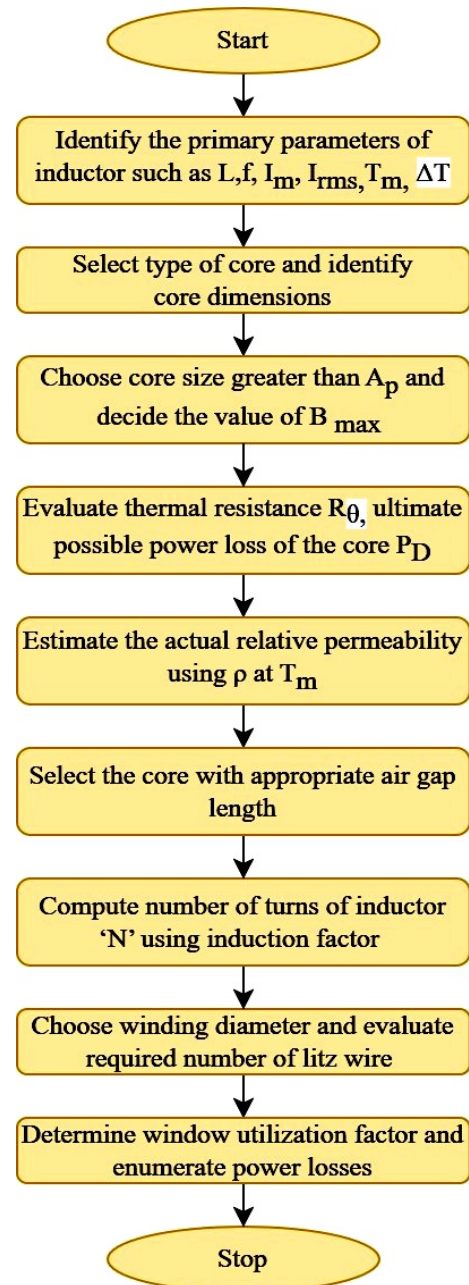 Start
Identify the primary parameters of
inductor such as L,f, Im, Irms, Tm, ΔT
Select type of core and identify
core dimensions
Choose core size greater than Ap and
decide the value of B max
Evaluate thermal resistance Rθ, ultimate
possible power loss of the core PD
Estimate the actual relative permeability
using ρ at Tm
Select the core with appropriate air gap
length
Compute number of turns of inductor
‘N’ using induction factor
Choose winding diameter and evaluate
required number of litz wire
Determine window utilization factor and
enumerate power losses
Stop